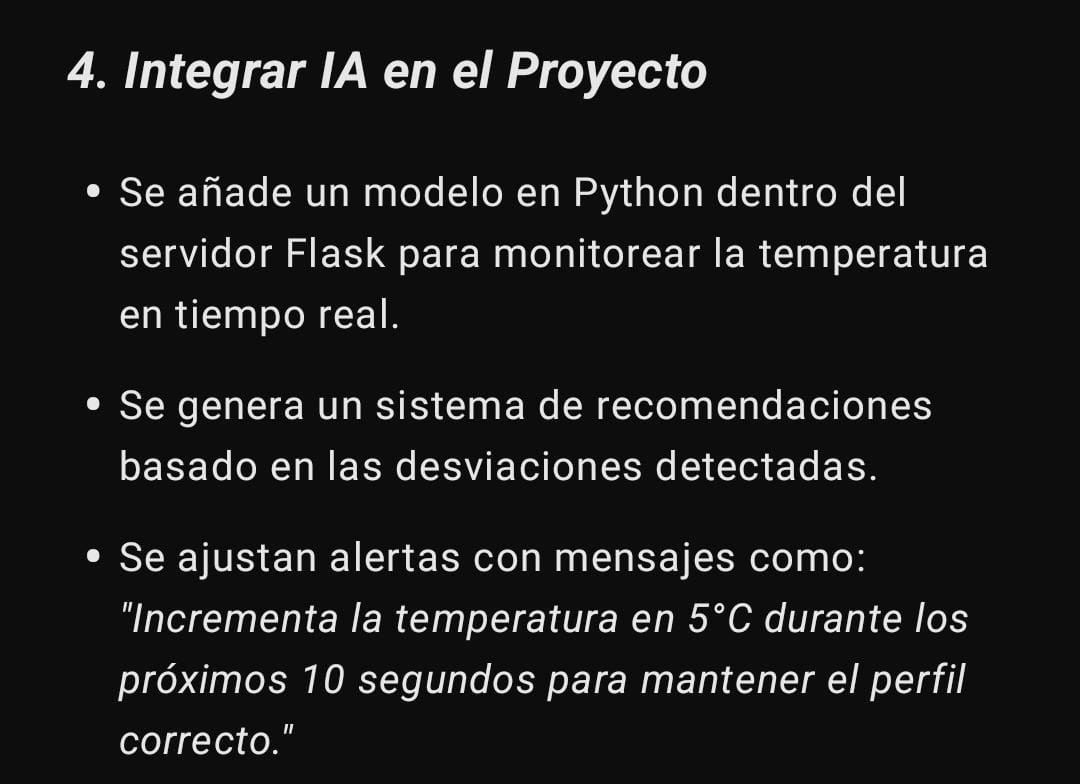 4. Integrar IA en el Proyecto
• Se añade un modelo en Python dentro del
servidor Flask para monitorear la temperatura
en tiempo real.
• Se genera un sistema de recomendaciones
basado en las desviaciones detectadas.
• Se ajustan alertas con mensajes como:
"Incrementa la temperatura en 5°C durante los
próximos 10 segundos para mantener el perfil
correcto."